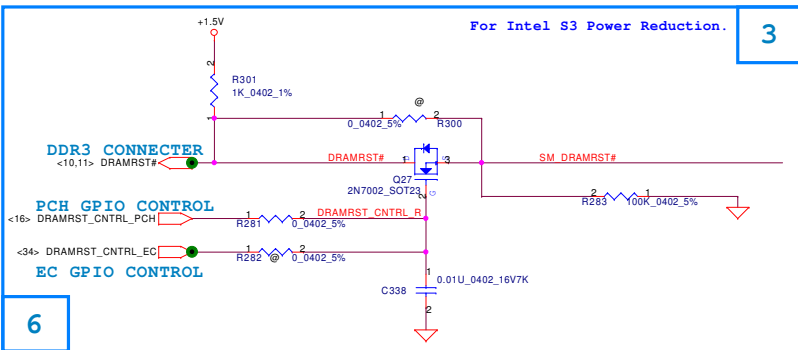 +1.5V
For Intel S3 Power Reduction.
3
2
R301
1K_0402_1%
1
@
1 2
0_0402_5% R300
DDR3 CONNECTER
<10,11> DRAMRST#
DRAMRST# 1 D S 3 SM_DRAMRST#
Q27
2N7002_SOT23 G
2
2 1
R283 100K_0402_5%
PCH GPIO CONTROL
<16> DRAMRST_CNTRL_PCH
1 2 DRAMRST_CNTRL_R
R281 0_0402_5%
<34> DRAMRST_CNTRL_EC
1 2
R282 @ 0_0402_5%
EC GPIO CONTROL
1
0.01U_0402_16V7K
C338
2
6